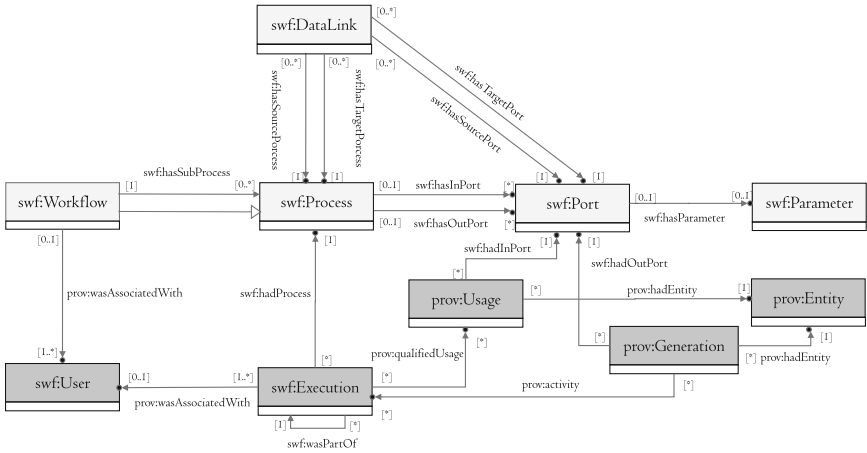 swf:DataLink
[0..*]
[0..*] [0..*] [0..*]
swf:hasSourcePorcess
swf:hasTargetPorcess
swf:hasTargetPort
swf:hasSourcePort
swf:hasSubProcess
[1] [0..*]
[1] [1]
[0..1] swf:hasInPort [*]
[1] [1]
swf:Workflow
swf:Process
swf:Port
swf:Parameter
[0..1] [0..1]
swf:hasParameter
[0..1] swf:hasOutPort [*]
[0..1]
[1]
[1] [1]
swf:hadInPort
swf:hadOutPort
prov:wasAssociatedWith
swf:hadProcess
[*]
prov:Usage
[*] prov:hadEntity [1]
prov:Entity
[*]
prov:Generation
[1]
[*] prov:hadEntity
[*]
prov:qualifiedUsage
[1..*]
[*]
swf:User
[0..1] [1..*]
prov:wasAssociatedWith
swf:Execution
[*]
prov:activity
[*]
[*]
[1] [*]
swf:wasPartOf